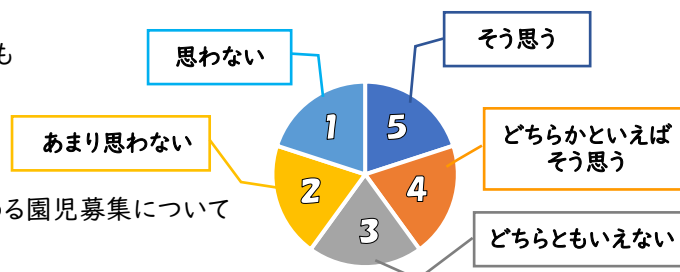 そう思う
も
思わない
1
5
どちらかといえば
そう思う
あまり思わない
2
4
る園児募集について
3
どちらともいえない